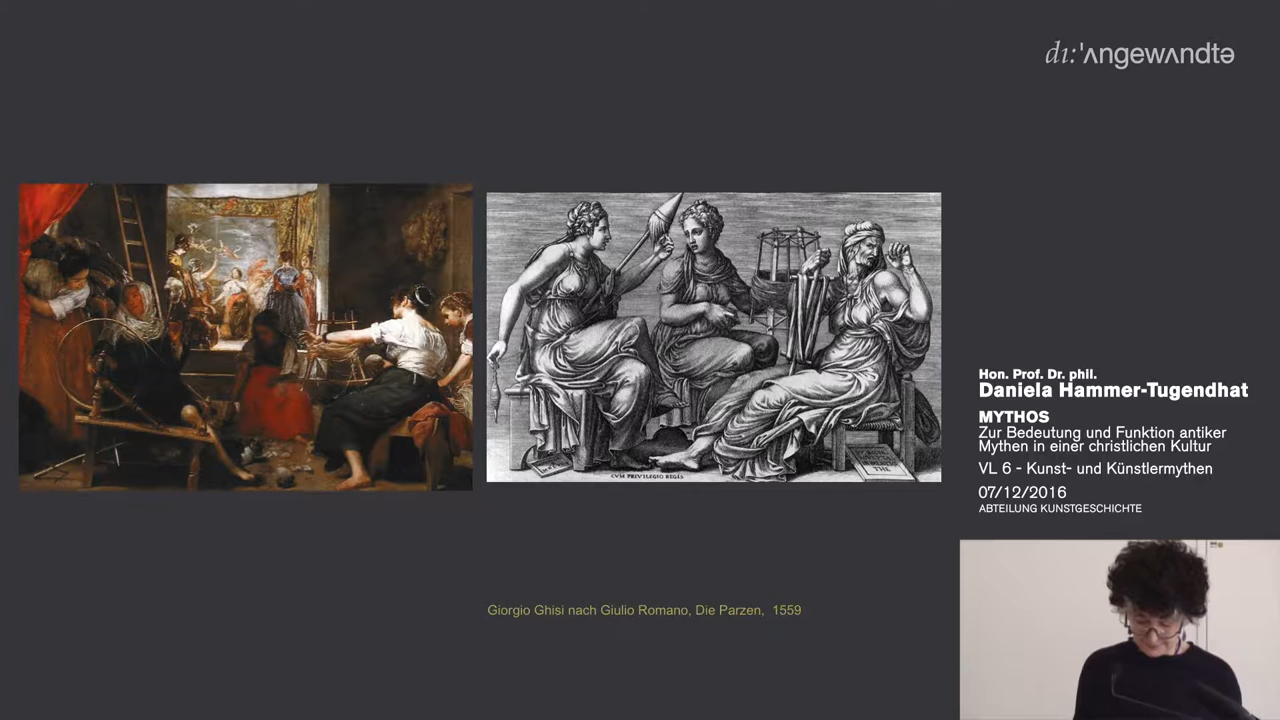 dı:'ʌngewʌndtə
Hon. Prof. Dr. phil.
Daniela Hammer-Tugendhat
MYTHOS
Zur Bedeutung und Funktion antiker
Mythen in einer christlichen Kultur
VL 6 - Kunst- und Künstlermythen
07/12/2016
ABTEILUNG KUNSTGESCHICHTE
CVM PRIVILEGIO REGIS
Giorgio Ghisi nach Giulio Romano, Die Parzen, 1559